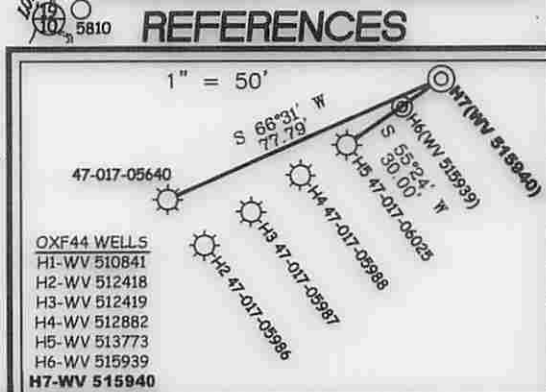 5810
REFERENCES
1" = 50'
S 66°31' W
77.79'
H7(WV 515940)
H6(WV 515939)
S 55°24' W
30.00'
47-017-05640
H5 47-017-06025
H4 47-017-05988
H3 47-017-05987
H2 47-017-05986
OXF44 WELLS
H1-WV 510841
H2-WV 512418
H3-WV 512419
H4-WV 512882
H5-WV 513773
H6-WV 515939
H7-WV 515940